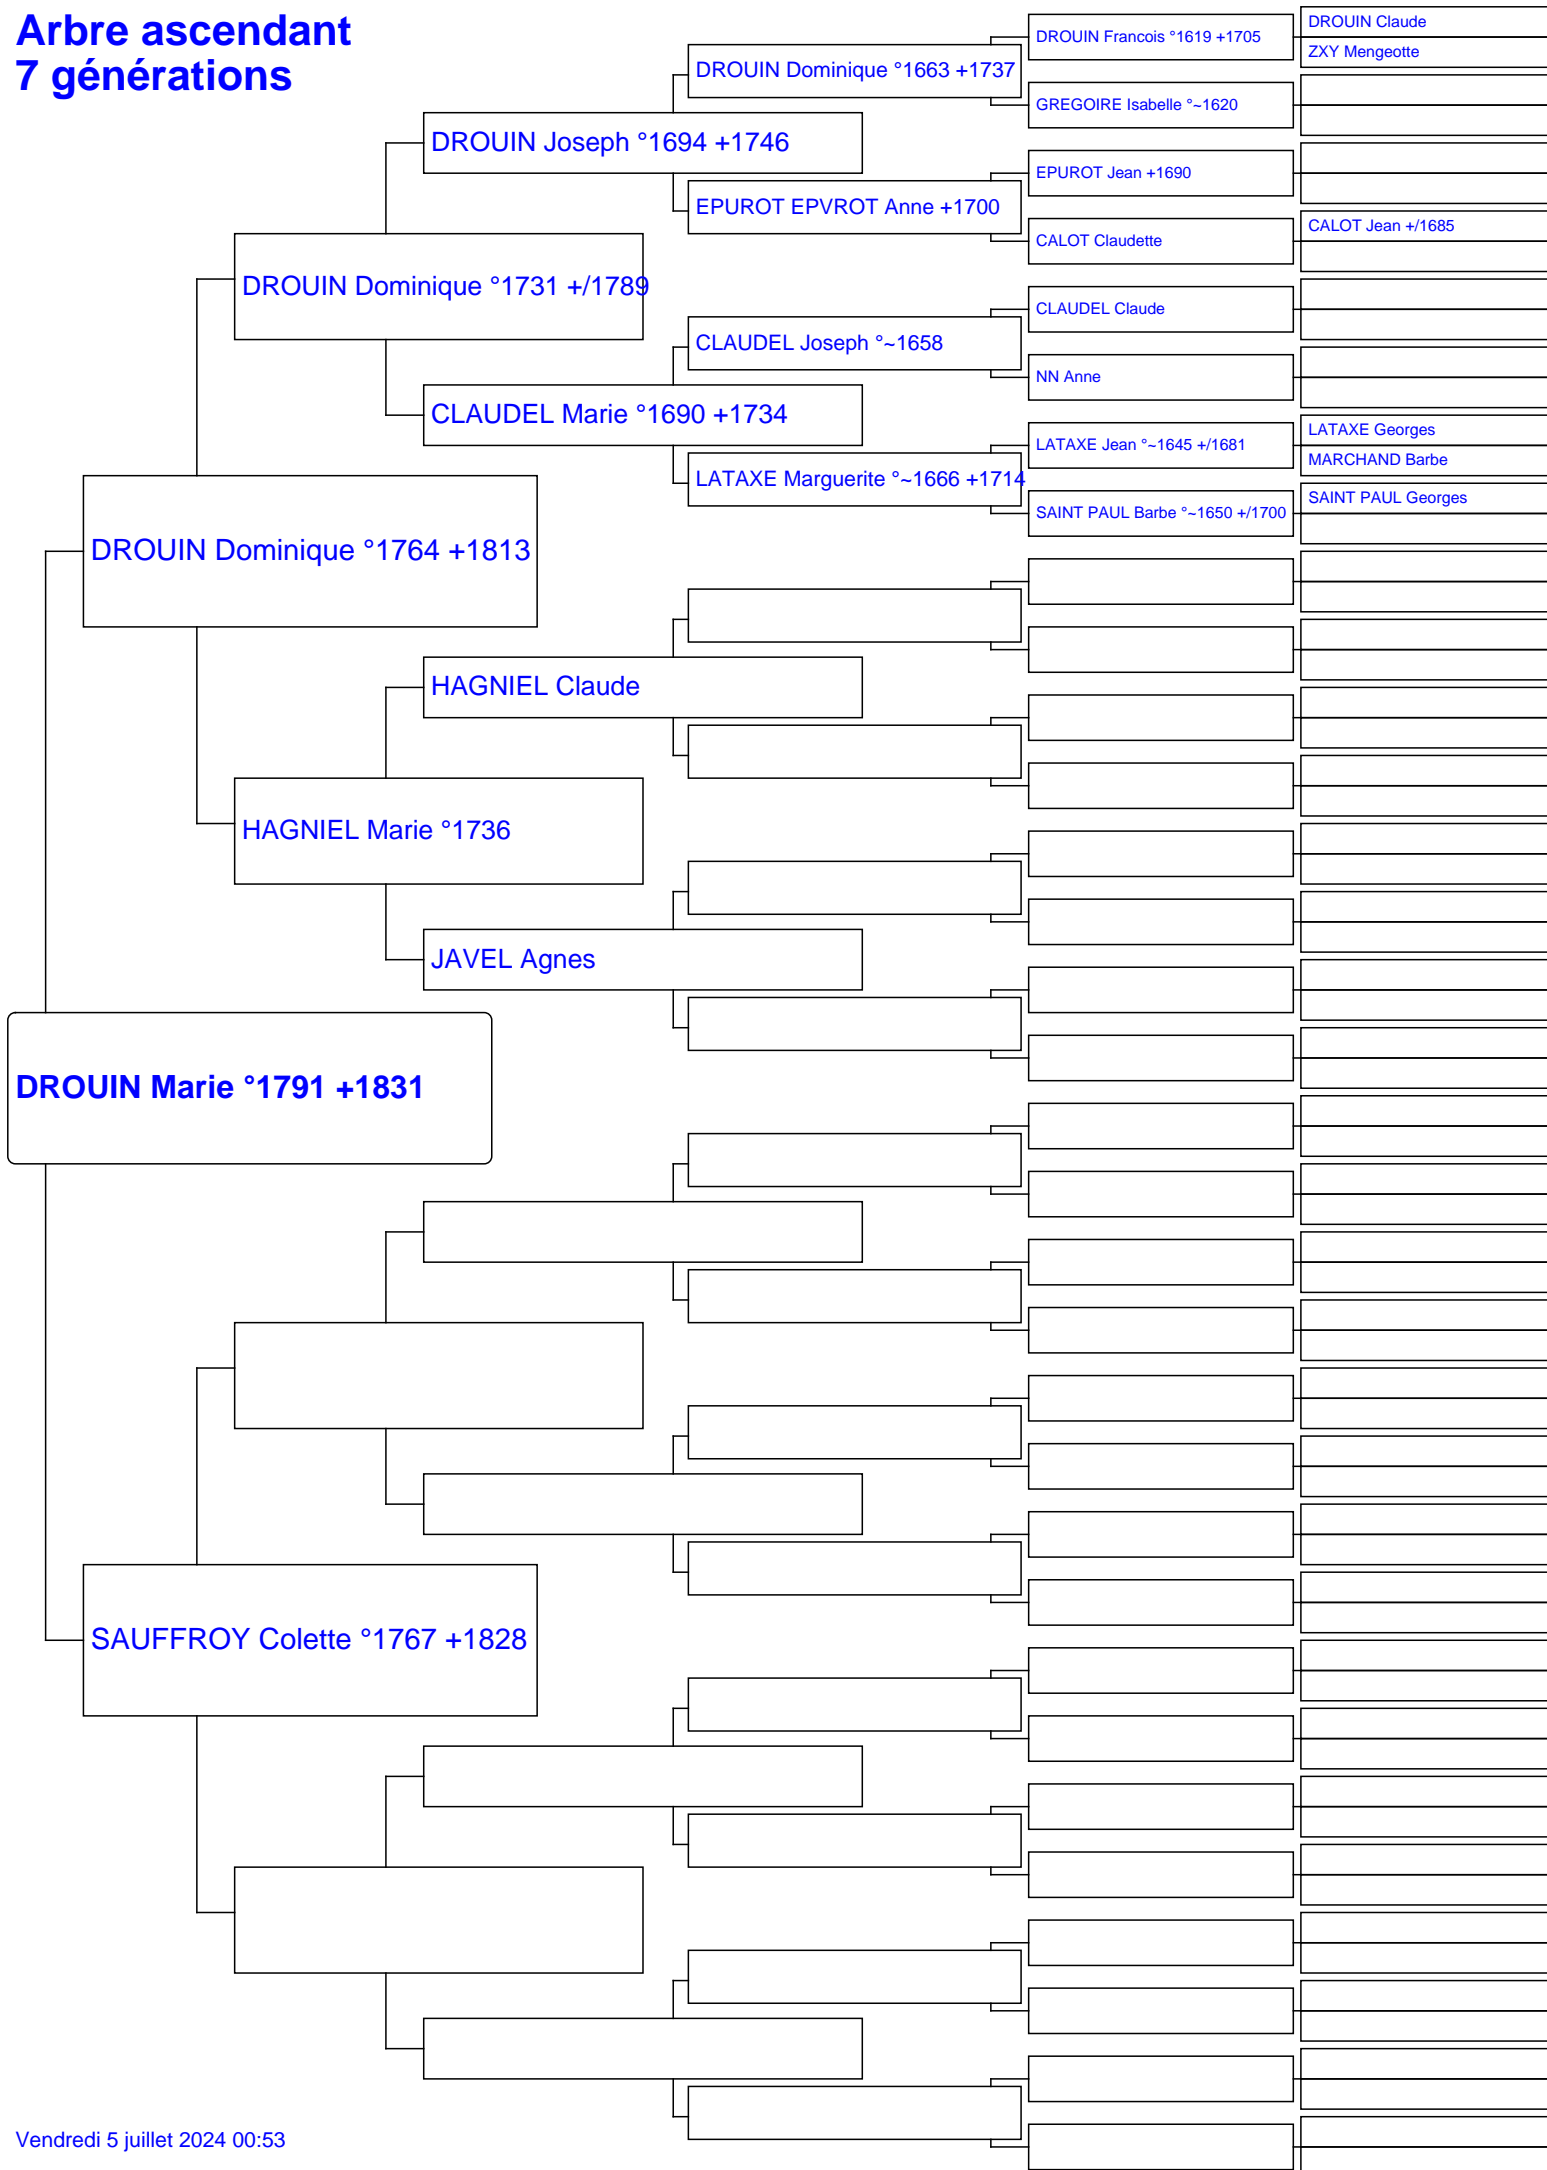 Arbre ascendant
7 générations
DROUIN Claude
ZXY Mengeotte
DROUIN Francois °1619 +1705
DROUIN Dominique °1663 +1737
GREGOIRE Isabelle °~1620
DROUIN Joseph °1694 +1746
EPUROT Jean +1690
EPUROT EPVROT Anne +1700
CALOT Jean +/1685
CALOT Claudette
DROUIN Dominique °1731 +/1789
CLAUDEL Claude
CLAUDEL Joseph °~1658
NN Anne
CLAUDEL Marie °1690 +1734
LATAXE Georges
LATAXE Jean °~1645 +/1681
MARCHAND Barbe
LATAXE Marguerite °~1666 +1714
SAINT PAUL Georges
SAINT PAUL Barbe °~1650 +/1700
DROUIN Dominique °1764 +1813
HAGNIEL Claude
HAGNIEL Marie °1736
JAVEL Agnes
DROUIN Marie °1791 +1831
SAUFFROY Colette °1767 +1828
Vendredi 5 juillet 2024 00:53